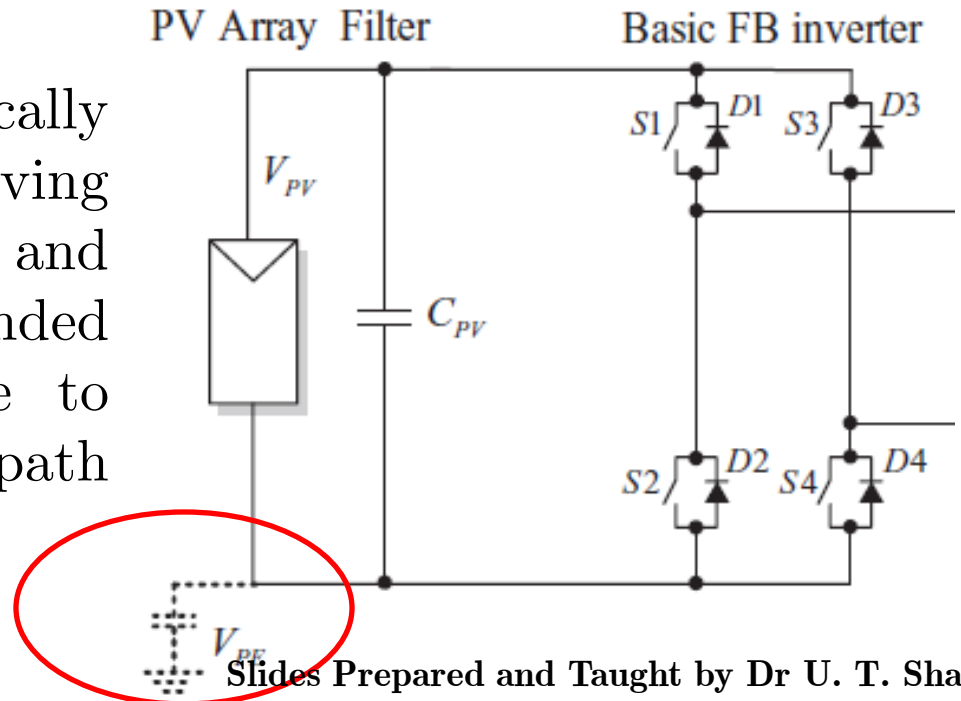 PV Array Filter
Basic FB inverter
cally
ving
and
nded
e to
path
V_PV
C_PV
S1
D1
S3
D3
S2
D2
S4
D4
V_PE
Slides Prepared and Taught by Dr U. T. Sha